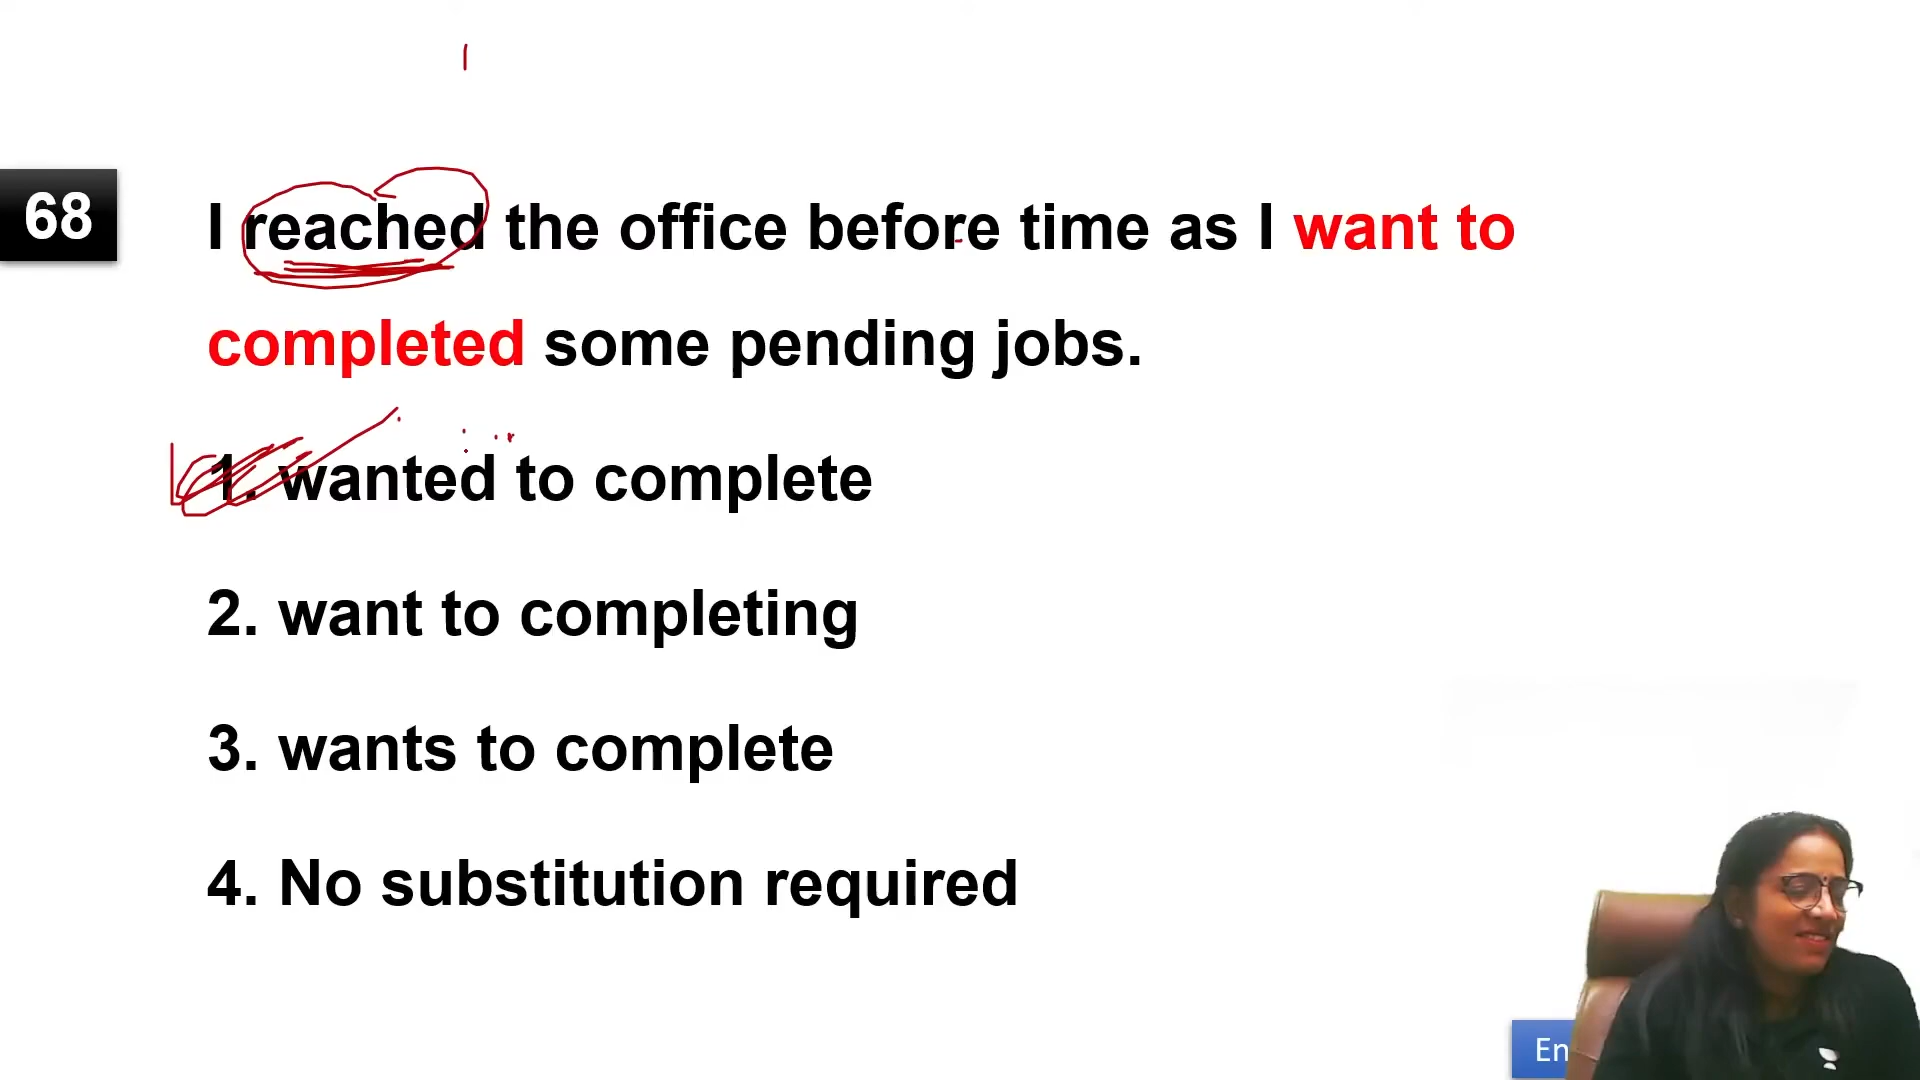 68
I reached the office before time as I want to
completed some pending jobs.
1. wanted to complete
2. want to completing
3. wants to complete
4. No substitution required